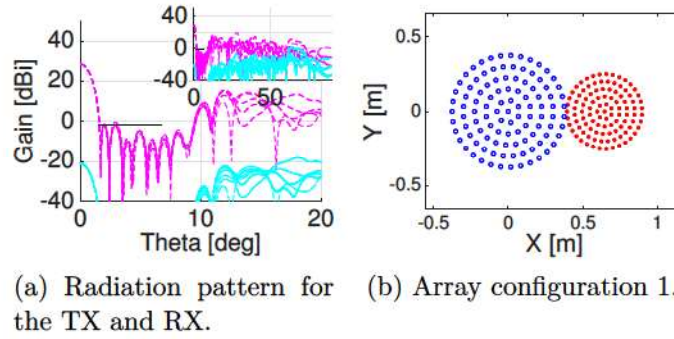 40
20
0
-20
-40
Gain [dBi]
0
-40
0 50
0 10 20
Theta [deg]
(a) Radiation pattern for
the TX and RX.
0.5
0
-0.5
Y [m]
-0.5 0 0.5 1
X [m]
(b) Array configuration 1.